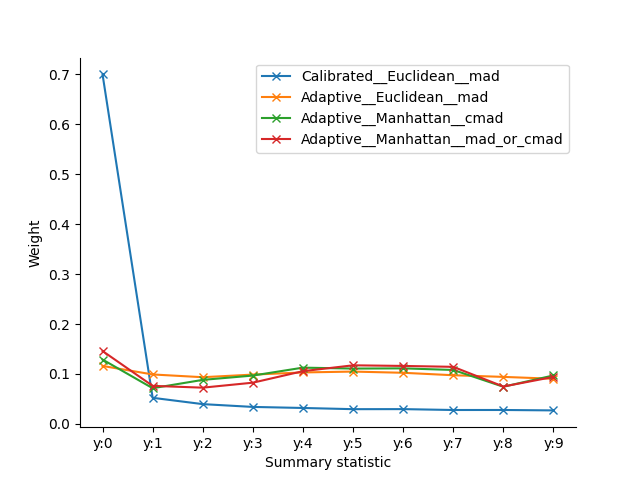 Calibrated__Euclidean__mad
Adaptive__Euclidean__mad
Adaptive__Manhattan__cmad
Adaptive__Manhattan__mad_or_cmad
Weight
0.7
0.6
0.5
0.4
0.3
0.2
0.1
0.0
y:0 y:1 y:2 y:3 y:4 y:5 y:6 y:7 y:8 y:9
Summary statistic